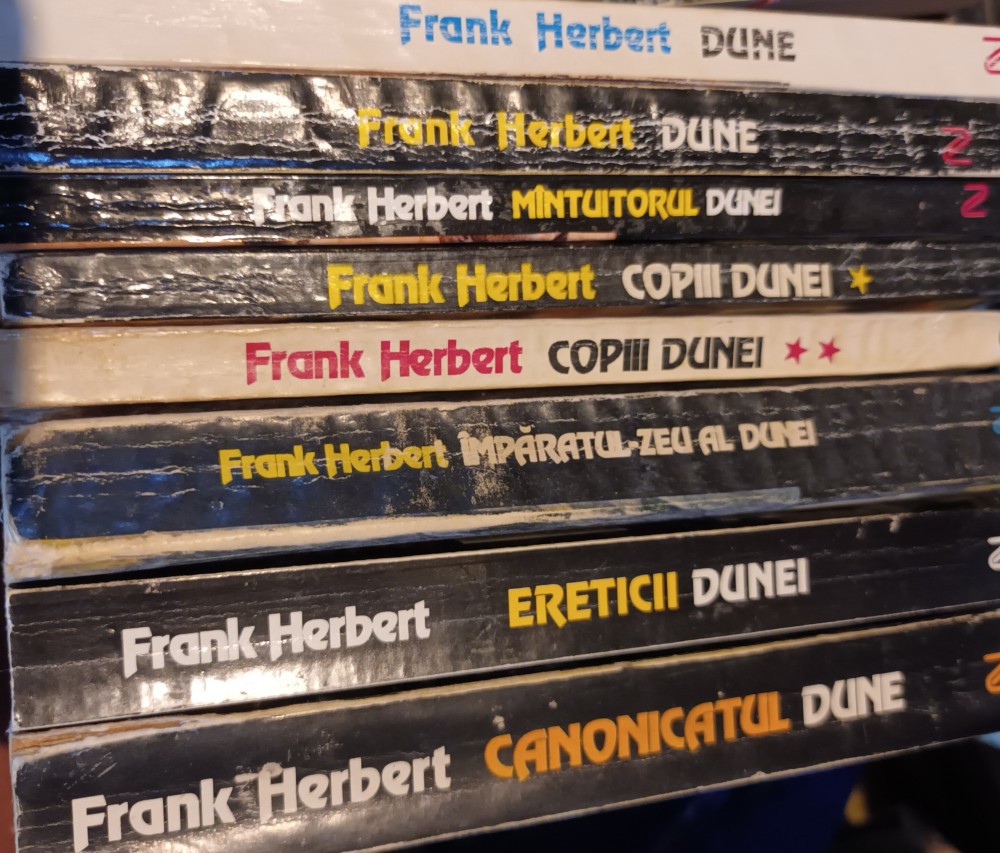 Frank Herbert DUNE
Frank Herbert DUNE
Frank Herbert MÎNTUITORUL DUNEI
Frank Herbert COPIII DUNEI ★
Frank Herbert COPIII DUNEI ★★
Frank Herbert ÎMPĂRATUL-ZEU AL DUNEI
Frank Herbert ERETICII DUNEI
Frank Herbert CANONICATUL DUNE